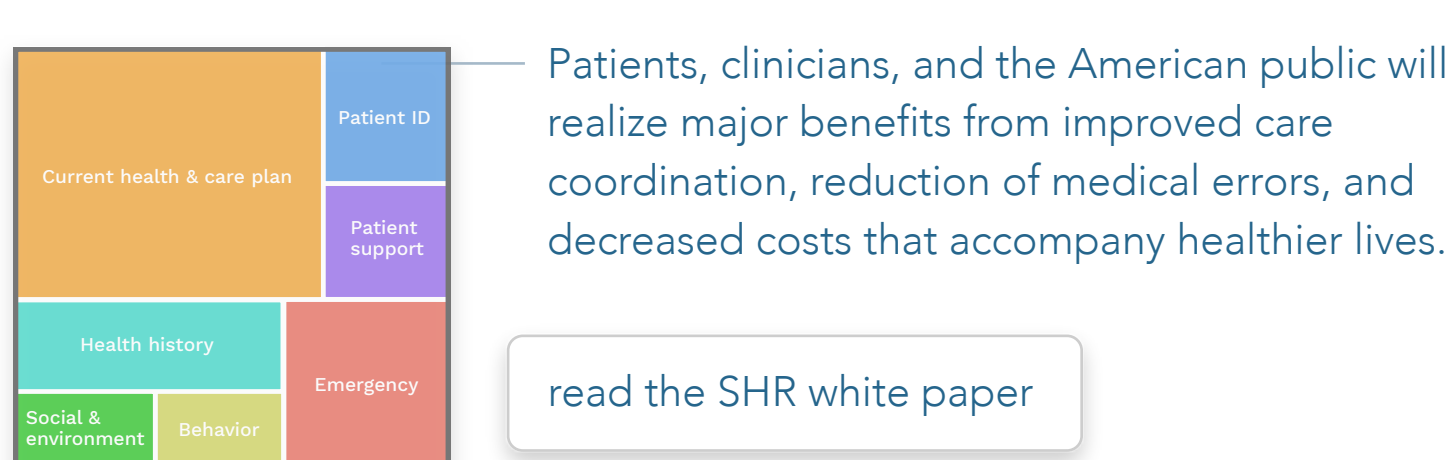 Patient ID
Current health & care plan
Patient
support
Health history
Emergency
Social &
environment
Behavior
Patients, clinicians, and the American public will
realize major benefits from improved care
coordination, reduction of medical errors, and
decreased costs that accompany healthier lives.
read the SHR white paper